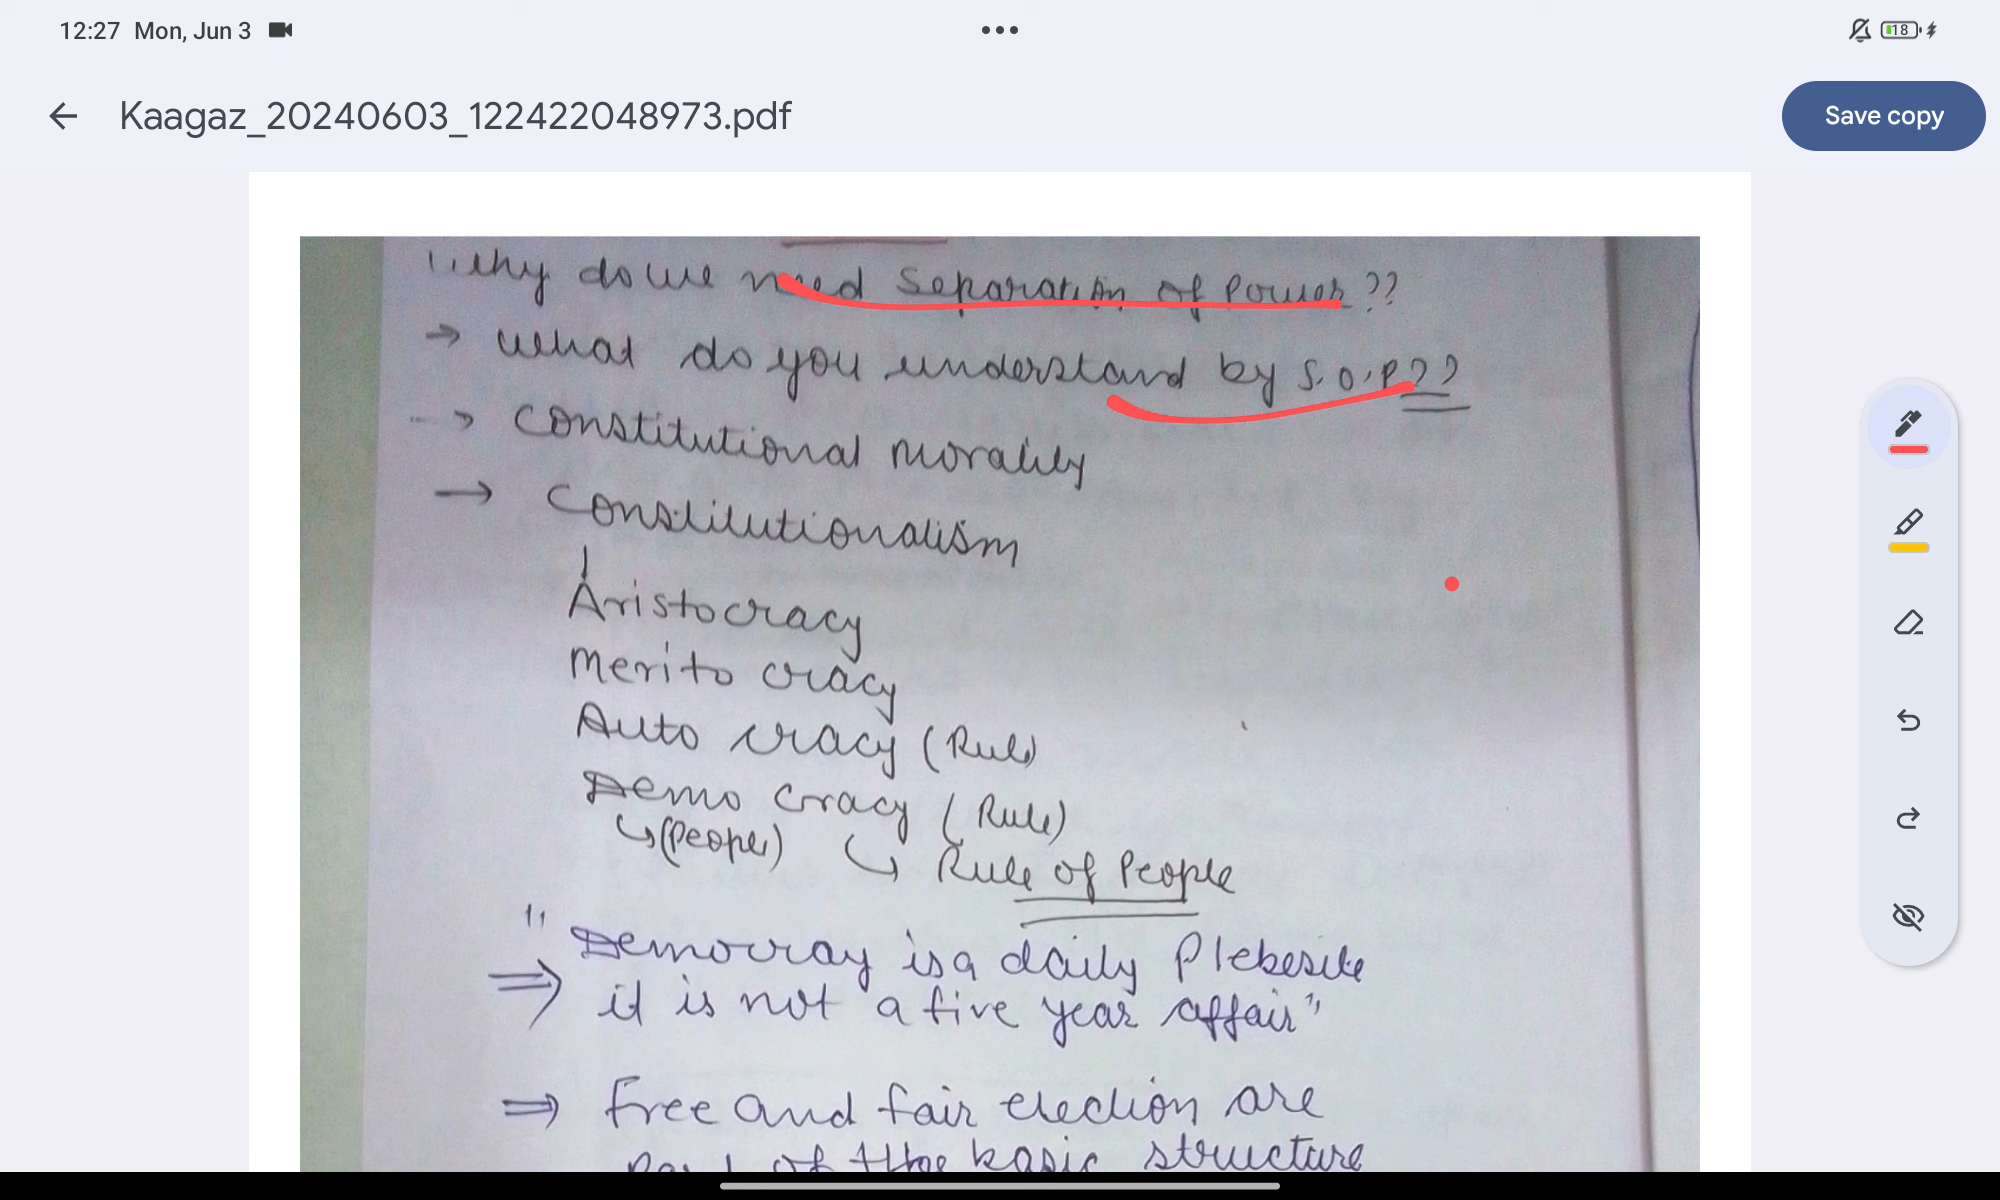 12:27 Mon, Jun 3
18
Kaagaz_20240603_122422048973.pdf
Save copy
Why do we need Separation of Power ??
→ what do you understand by S.O.P??
→ Constitutional morality
→ Constitutionalism
Aristocracy
Merito cracy
Auto cracy (Rule)
Demo cracy (Rule)
↳ (People) ↳ Rule of People
"Democracy is a daily Plebesite
⇒ it is not a five year affair"
⇒ Free and fair election are
of the basic structure